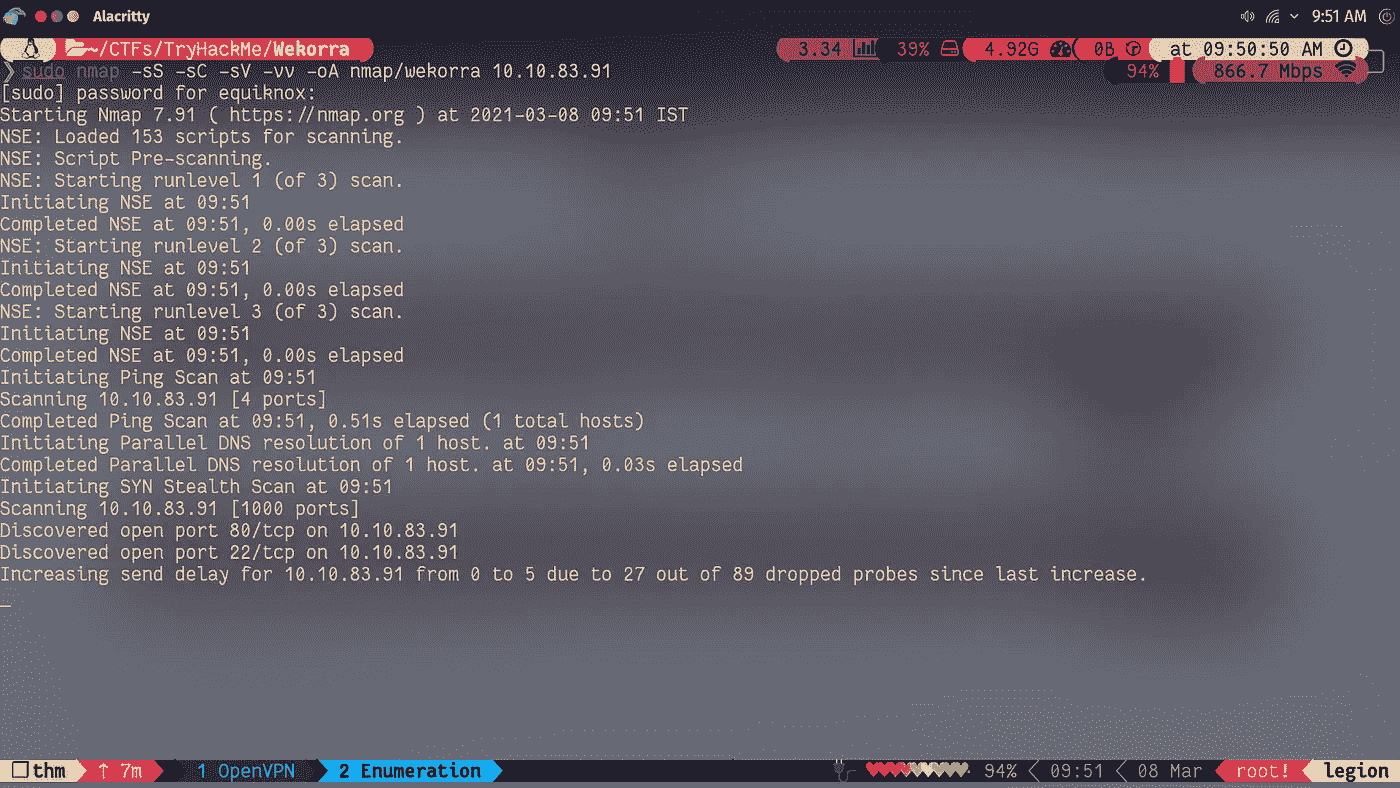 Alacritty 9:51 AM
~/CTFs/TryHackMe/Wekorra 3.34 39% 4.92G 0B at 09:50:50 AM
❯ sudo nmap -sS -sC -sV -vv -oA nmap/wekorra 10.10.83.91
94% 866.7 Mbps
[sudo] password for equiknox:
Starting Nmap 7.91 ( https://nmap.org ) at 2021-03-08 09:51 IST
NSE: Loaded 153 scripts for scanning.
NSE: Script Pre-scanning.
NSE: Starting runlevel 1 (of 3) scan.
Initiating NSE at 09:51
Completed NSE at 09:51, 0.00s elapsed
NSE: Starting runlevel 2 (of 3) scan.
Initiating NSE at 09:51
Completed NSE at 09:51, 0.00s elapsed
NSE: Starting runlevel 3 (of 3) scan.
Initiating NSE at 09:51
Completed NSE at 09:51, 0.00s elapsed
Initiating Ping Scan at 09:51
Scanning 10.10.83.91 [4 ports]
Completed Ping Scan at 09:51, 0.51s elapsed (1 total hosts)
Initiating Parallel DNS resolution of 1 host. at 09:51
Completed Parallel DNS resolution of 1 host. at 09:51, 0.03s elapsed
Initiating SYN Stealth Scan at 09:51
Scanning 10.10.83.91 [1000 ports]
Discovered open port 80/tcp on 10.10.83.91
Discovered open port 22/tcp on 10.10.83.91
Increasing send delay for 10.10.83.91 from 0 to 5 due to 27 out of 89 dropped probes since last increase.
thm ↑ 7m 1 OpenVPN 2 Enumeration 94% 09:51 08 Mar root! legion